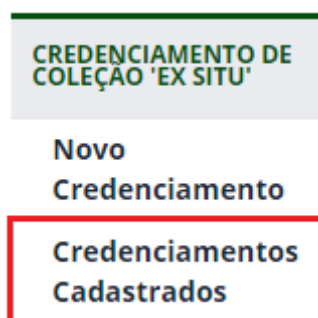 CREDENCIAMENTO DE
COLEÇÃO 'EX SITU'
Novo
Credenciamento
Credenciamentos
Cadastrados